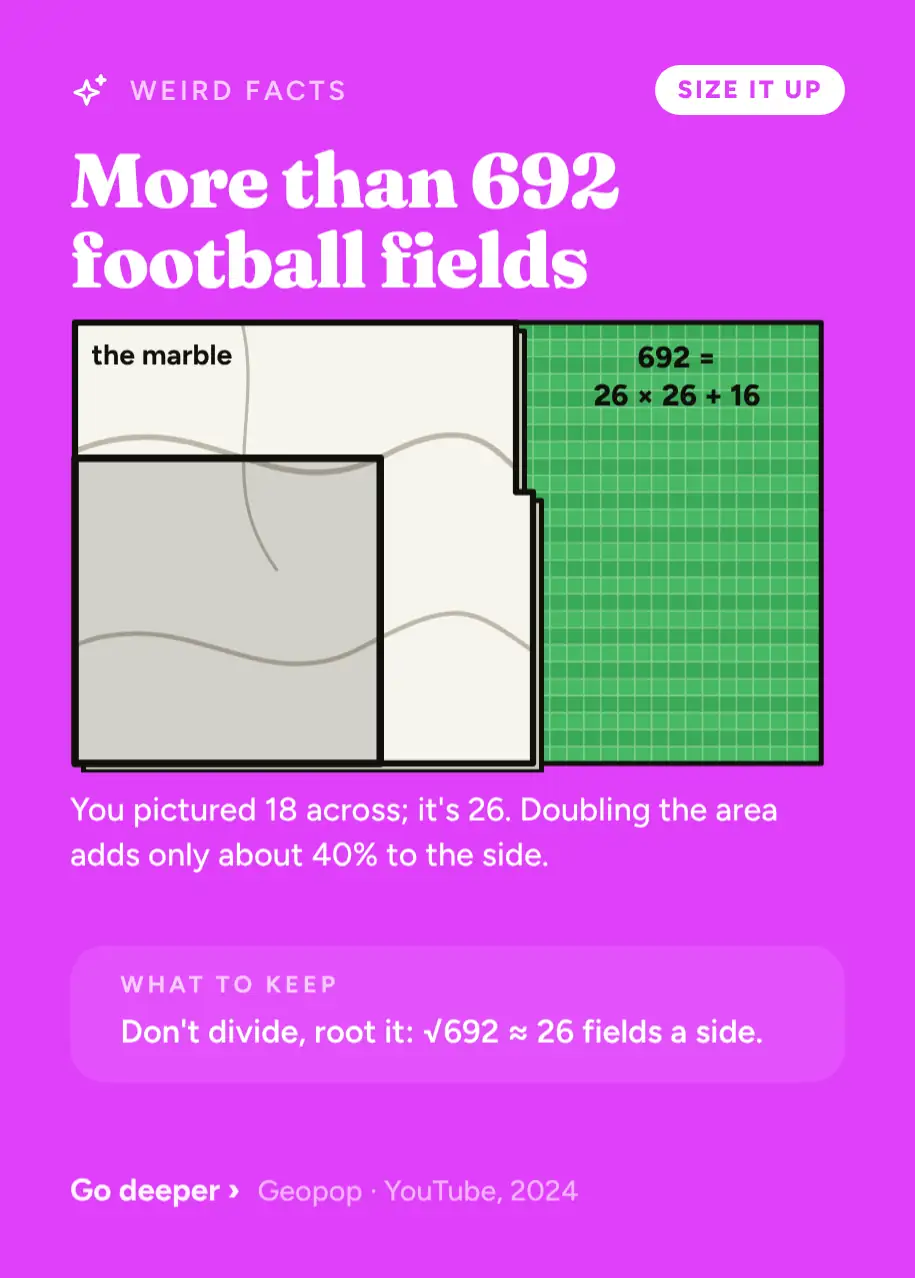 WEIRD FACTS
SIZE IT UP
More than 692
football fields
the marble
692 =
26 × 26 + 16
You pictured 18 across; it's 26. Doubling the area
adds only about 40% to the side.
WHAT TO KEEP
Don't divide, root it: √692 ≈ 26 fields a side.
Go deeper › Geopop · YouTube, 2024